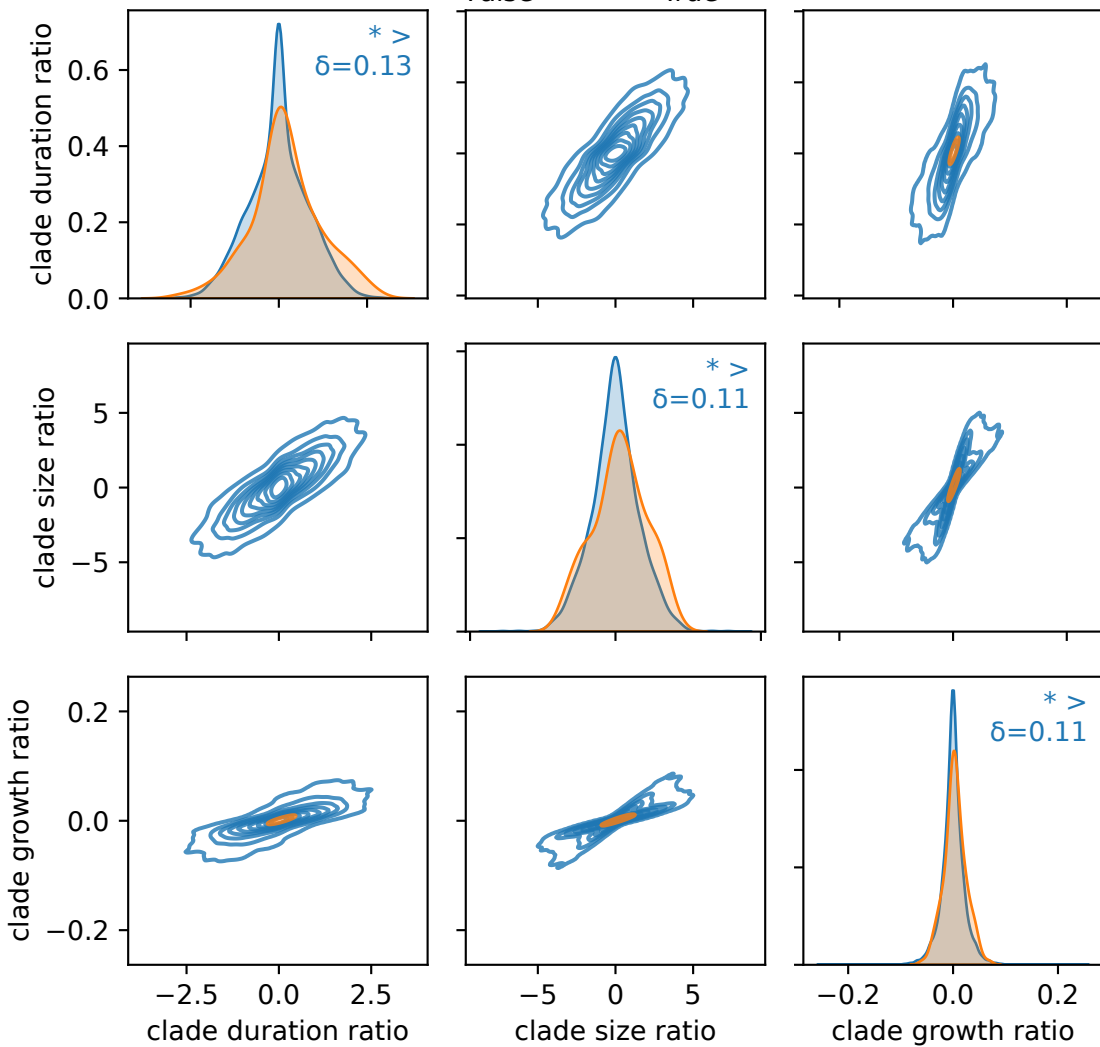 clade duration ratio
0.6
0.4
0.2
0.0
* >
δ=0.13
clade size ratio
5
0
−5
* >
δ=0.11
clade growth ratio
0.2
0.0
−0.2
* >
δ=0.11
−2.5 0.0 2.5
−5 0 5
−0.2 0.0 0.2
clade duration ratio
clade size ratio
clade growth ratio